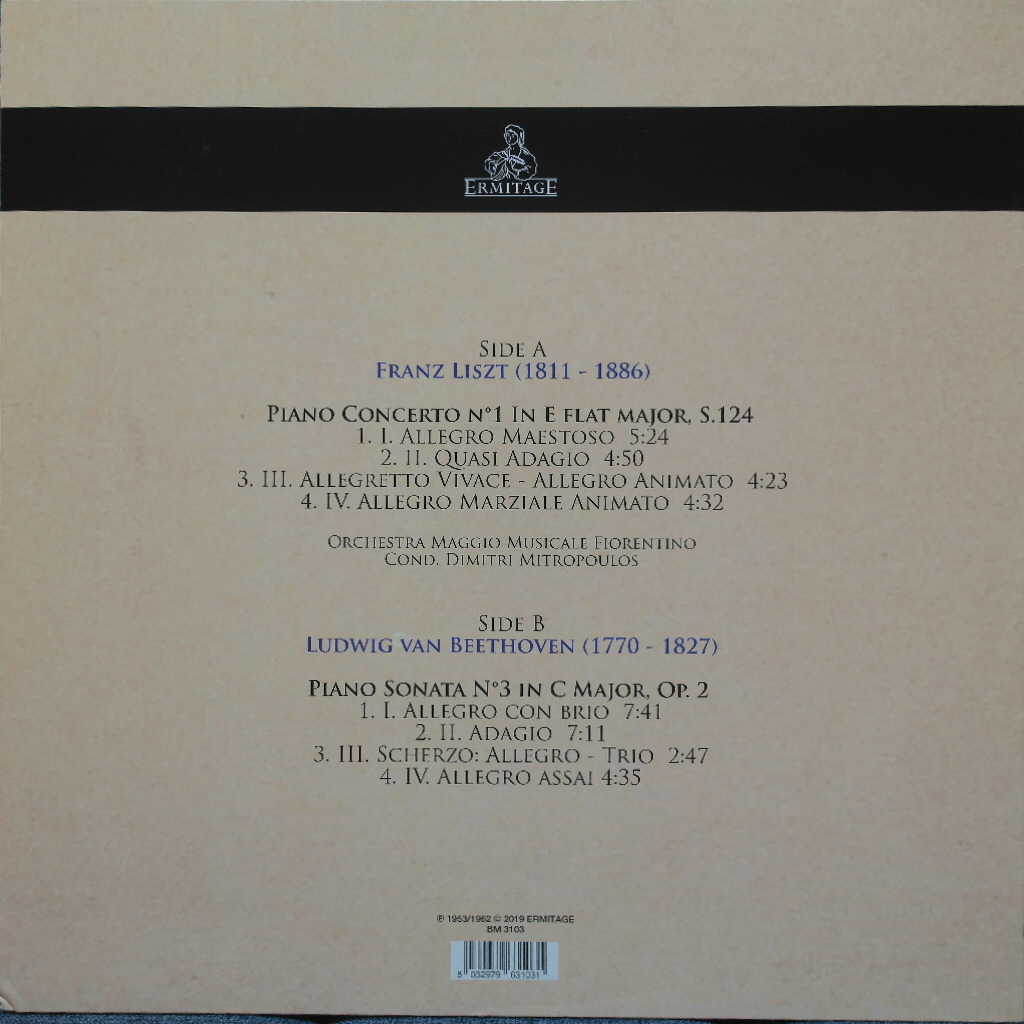 ERMITAGE
SIDE A
FRANZ LISZT (1811 - 1886)
PIANO CONCERTO N°1 IN E FLAT MAJOR, S.124
1. I. ALLEGRO MAESTOSO 5:24
2. II. QUASI ADAGIO 4:50
3. III. ALLEGRETTO VIVACE - ALLEGRO ANIMATO 4:23
4. IV. ALLEGRO MARZIALE ANIMATO 4:32
ORCHESTRA MAGGIO MUSICALE FIORENTINO
COND. DIMITRI MITROPOULOS
SIDE B
LUDWIG VAN BEETHOVEN (1770 - 1827)
PIANO SONATA N°3 IN C MAJOR, OP. 2
1. I. ALLEGRO CON BRIO 7:41
2. II. ADAGIO 7:11
3. III. SCHERZO: ALLEGRO - TRIO 2:47
4. IV. ALLEGRO ASSAI 4:35
℗ 1953/1952 © 2019 ERMITAGE
BM 3103
8 032979 631031